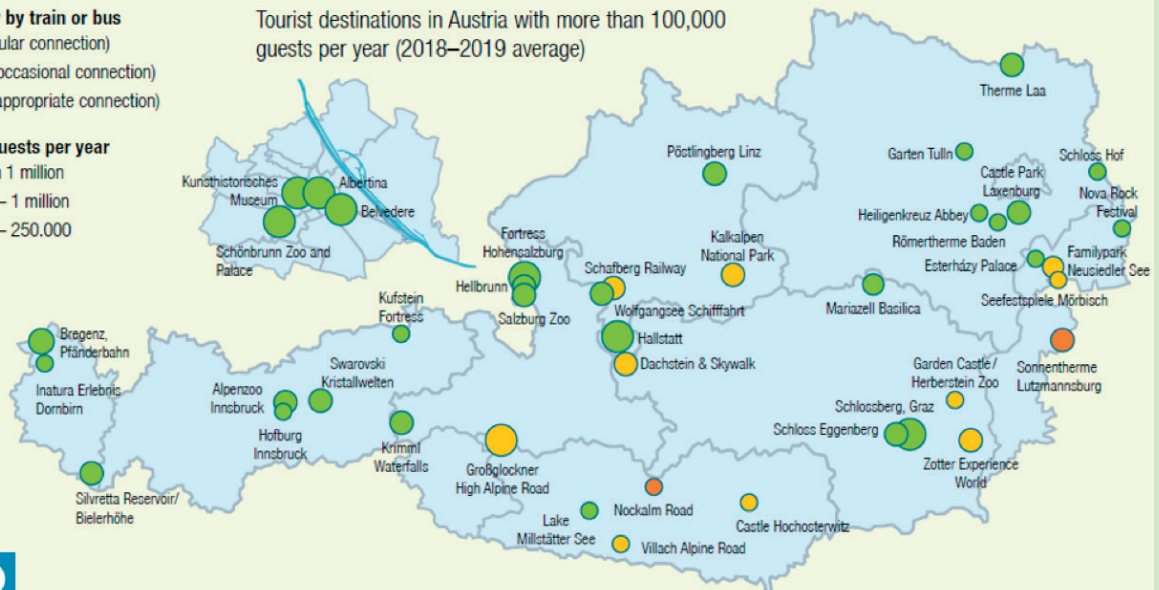 by train or bus
ular connection)
occasional connection)
appropriate connection)
uests per year
1 million
– 1 million
– 250.000
Tourist destinations in Austria with more than 100,000
guests per year (2018–2019 average)
Therme Laa
Pöstlingberg Linz
Garten Tulln
Schloss Hof
Castle Park
Laxenburg
Nova Rock
Festival
Kunsthistorisches
Museum
Albertina
Belvedere
Heiligenkreuz Abbey
Römertherme Baden
Schönbrunn Zoo and
Palace
Fortress
Hohensalzburg
Kalkalpen
National Park
Esterházy Palace
Familypark
Neusiedler See
Schafberg Railway
Hellbrunn
Seefestspiele Mörbisch
Kufstein
Fortress
Wolfgangsee Schifffahrt
Mariazell Basilica
Salzburg Zoo
Bregenz,
Pfänderbahn
Hallstatt
Swarovski
Kristallwelten
Dachstein & Skywalk
Garden Castle/
Herberstein Zoo
Sonnentherme
Lutzmannsburg
Inatura Erlebnis
Dornbirn
Alpenzoo
Innsbruck
Schlossberg, Graz
Schloss Eggenberg
Hofburg
Innsbruck
Krimml
Waterfalls
Großglockner
High Alpine Road
Zotter Experience
World
Silvretta Reservoir/
Bielerhöhe
Nockalm Road
Lake
Millstätter See
Castle Hochosterwitz
Villach Alpine Road